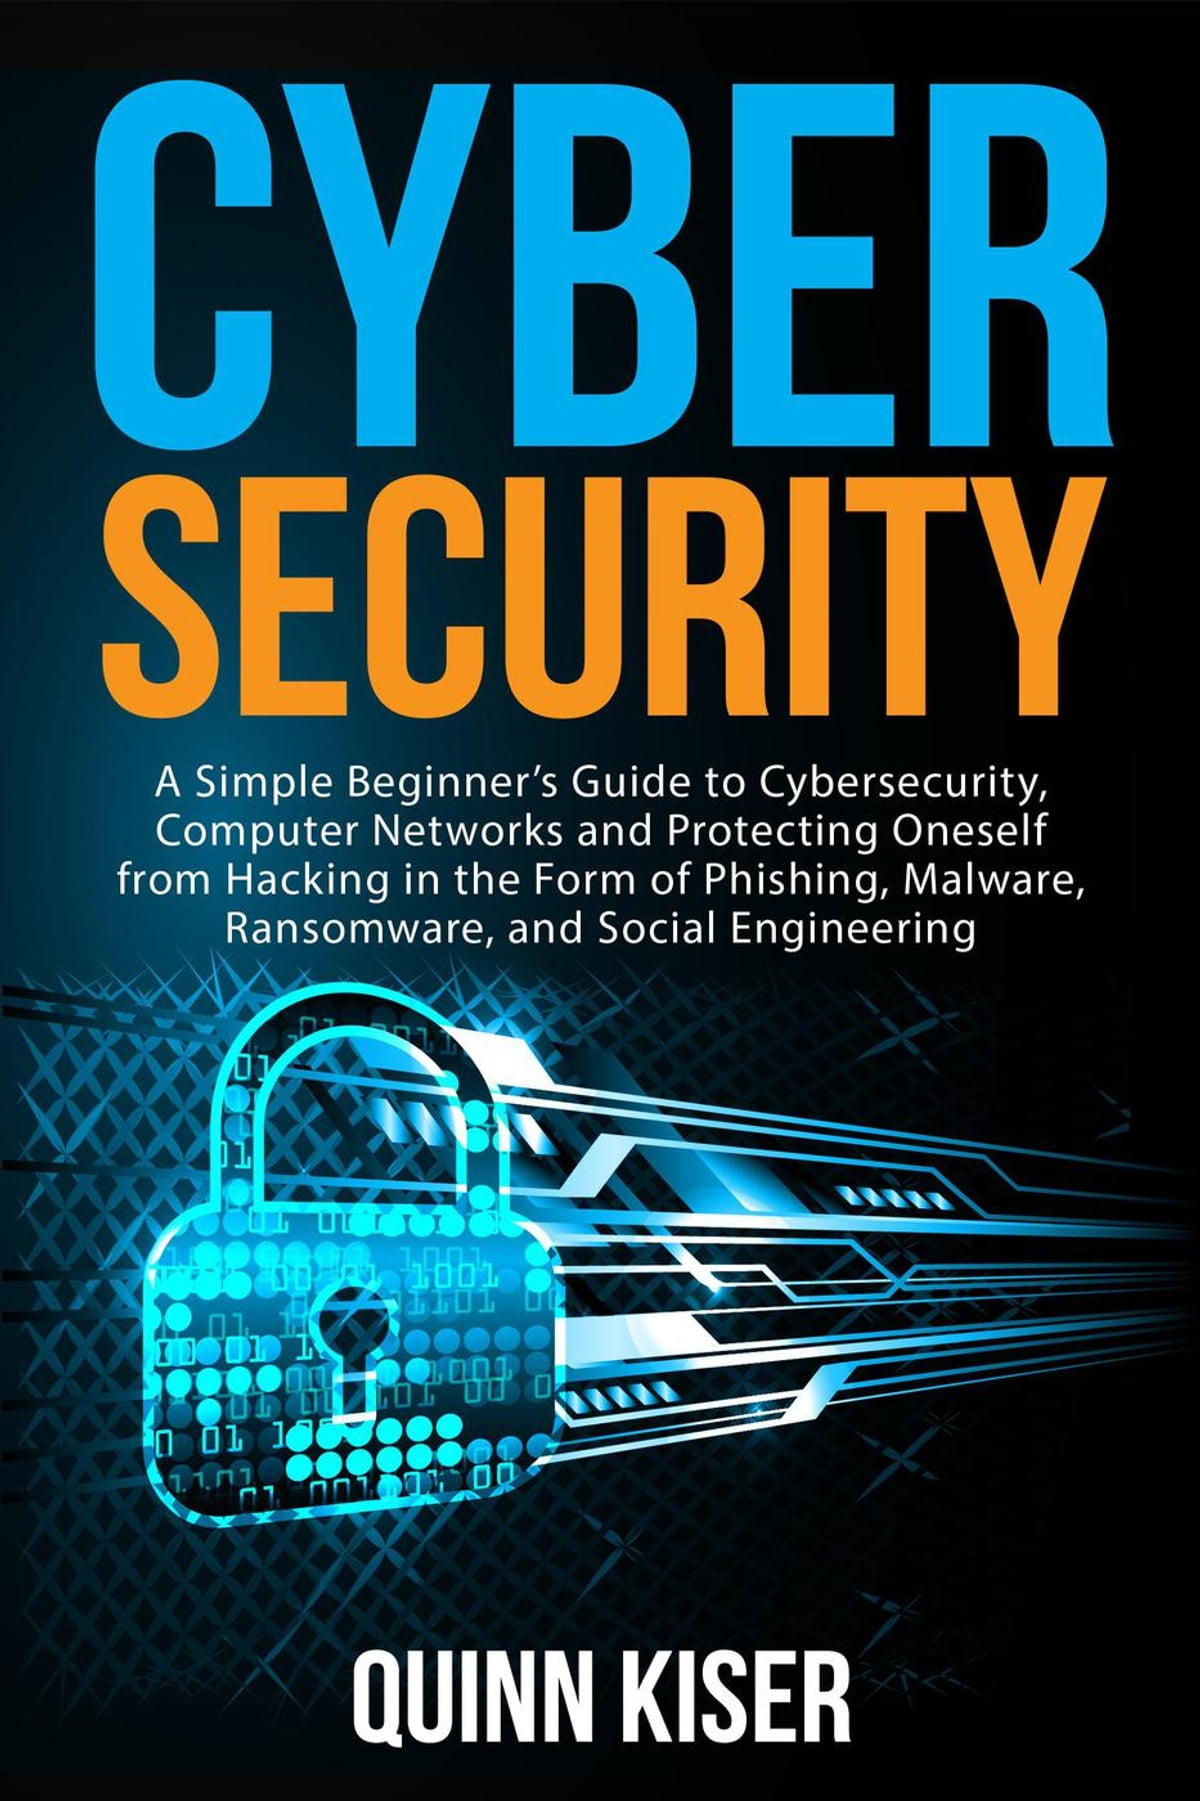 CYBER
SECURITY
A Simple Beginner’s Guide to Cybersecurity,
Computer Networks and Protecting Oneself
from Hacking in the Form of Phishing, Malware,
Ransomware, and Social Engineering
QUINN KISER